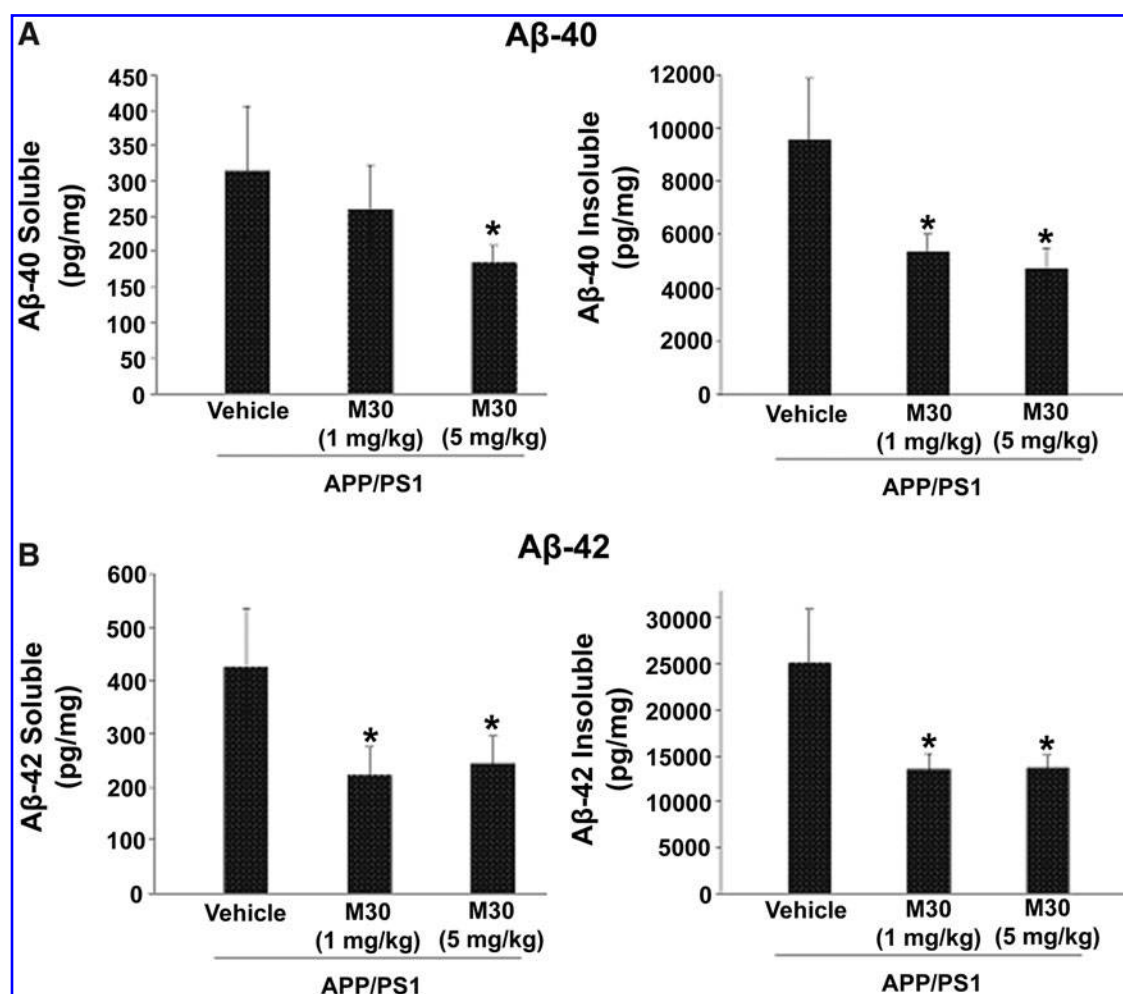 A
Aβ-40
Aβ-40 Soluble
(pg/mg)
450
400
350
300
250
200
150
100
50
0
*
Vehicle
M30
(1 mg/kg)
M30
(5 mg/kg)
APP/PS1
Aβ-40 Insoluble
(pg/mg)
12000
10000
8000
6000
4000
2000
0
*
*
Vehicle
M30
(1 mg/kg)
M30
(5 mg/kg)
APP/PS1
B
Aβ-42
Aβ-42 Soluble
(pg/mg)
600
500
400
300
200
100
0
*
*
Vehicle
M30
(1 mg/kg)
M30
(5 mg/kg)
APP/PS1
Aβ-42 Insoluble
(pg/mg)
30000
25000
20000
15000
10000
5000
0
*
*
Vehicle
M30
(1 mg/kg)
M30
(5 mg/kg)
APP/PS1